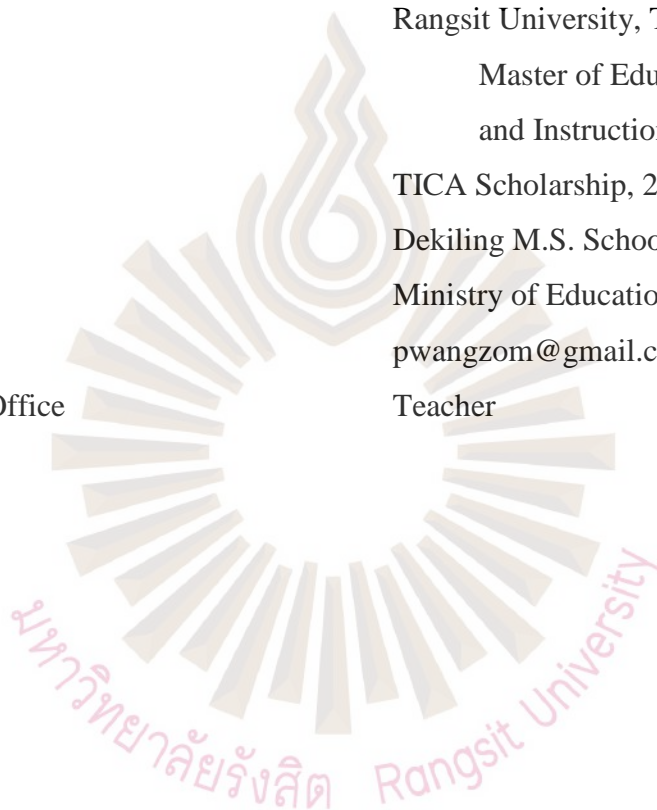 Rangsit University, T
Master of Edu
and Instruction
TICA Scholarship, 2
Dekiling M.S. Schoo
Ministry of Educatio
pwangzom@gmail.c
Office Teacher
มหาวิทยาลัยรังสิต Rangsit University